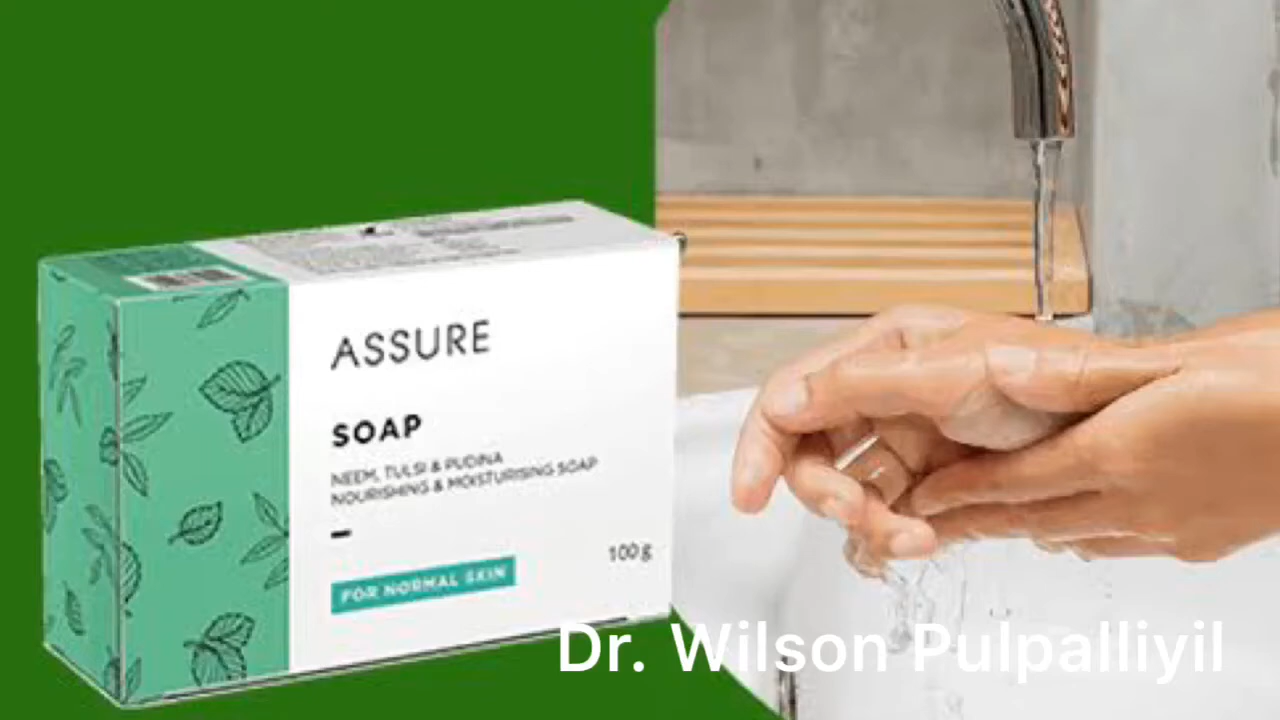 ASSURE
SOAP
NEEM, TULSI & PUDINA
NOURISHING & MOISTURISING SOAP
100 g
FOR NORMAL SKIN
Dr. Wilson Pulpalliyil